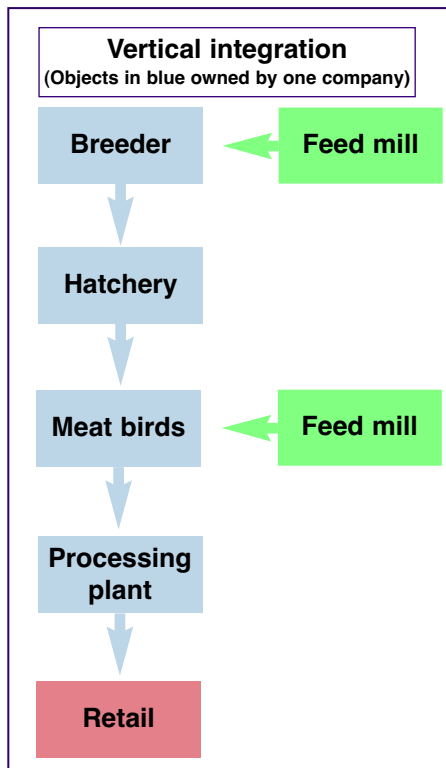 Vertical integration
(Objects in blue owned by one company)
Breeder
Feed mill
Hatchery
Meat birds
Feed mill
Processing
plant
Retail